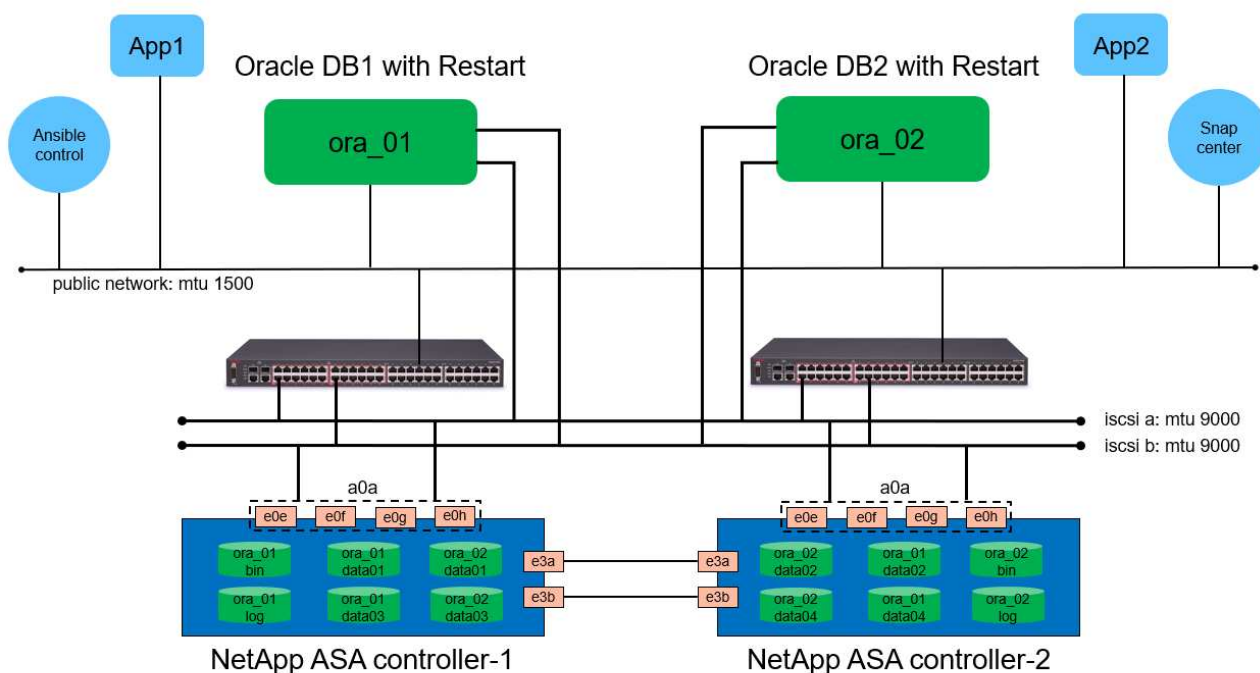 App1
App2
Oracle DB1 with Restart
Oracle DB2 with Restart
Ansible
control
ora_01
ora_02
Snap
center
public network: mtu 1500
iscsi a: mtu 9000
iscsi b: mtu 9000
a0a
a0a
e0e e0f e0g e0h
e0e e0f e0g e0h
ora_01
bin
ora_01
data01
ora_02
data01
ora_01
log
ora_01
data03
ora_02
data03
e3a
e3b
e3a
e3b
ora_02
data02
ora_01
data02
ora_02
bin
ora_02
data04
ora_01
data04
ora_02
log
NetApp ASA controller-1
NetApp ASA controller-2